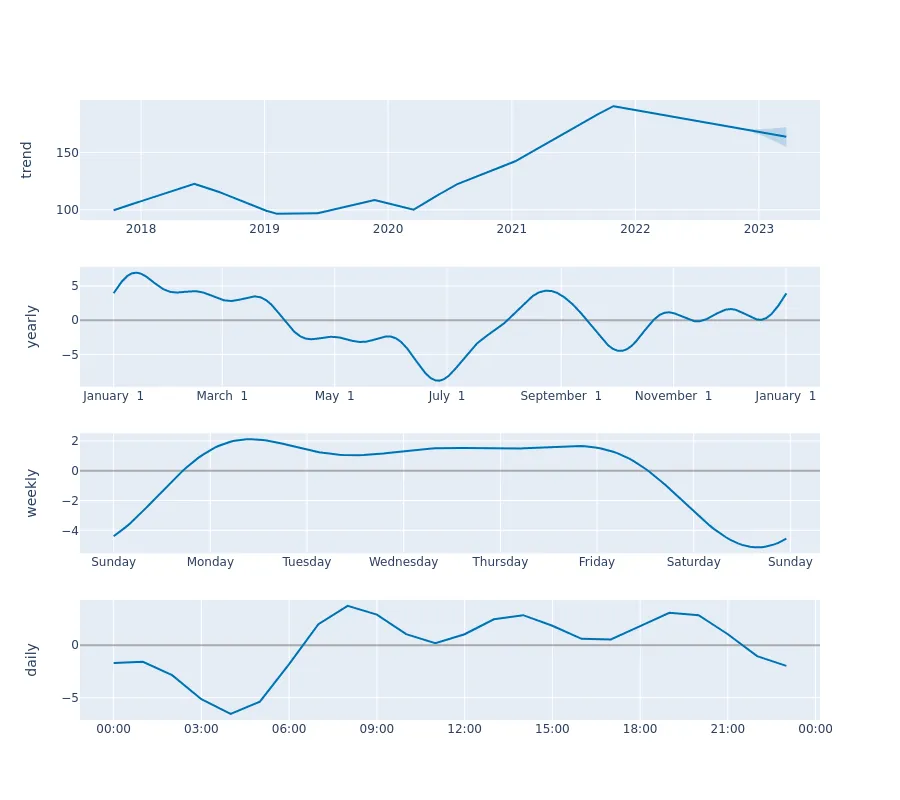 trend
150
100
2018 2019 2020 2021 2022 2023
yearly
5
0
−5
January 1 March 1 May 1 July 1 September 1 November 1 January 1
weekly
2
0
−2
−4
Sunday Monday Tuesday Wednesday Thursday Friday Saturday Sunday
daily
0
−5
00:00 03:00 06:00 09:00 12:00 15:00 18:00 21:00 00:00